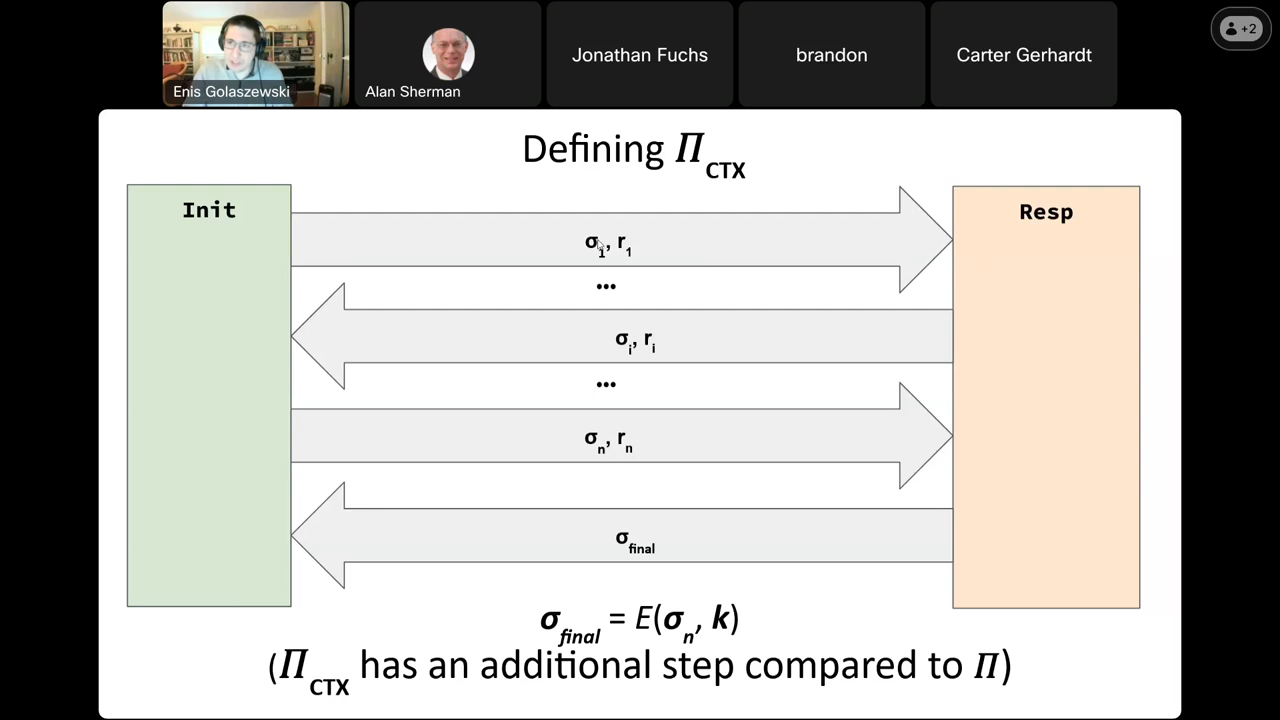 Enis Golaszewski
Alan Sherman
Jonathan Fuchs
brandon
Carter Gerhardt
+2
Defining Π_CTX
Init
Resp
σ_1, r_1
...
σ_i, r_i
...
σ_n, r_n
σ_final
σ_final = E(σ_n, k)
(Π_CTX has an additional step compared to Π)